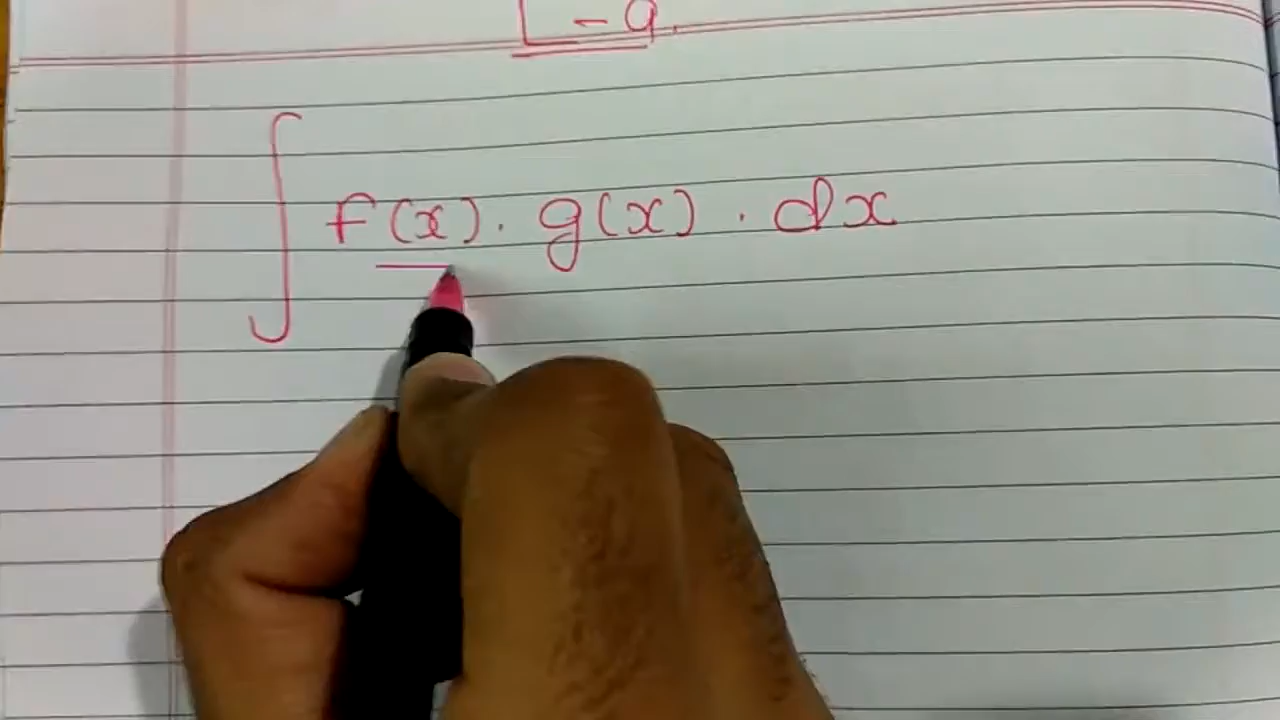 - a
∫ f(x) . g(x) . dx